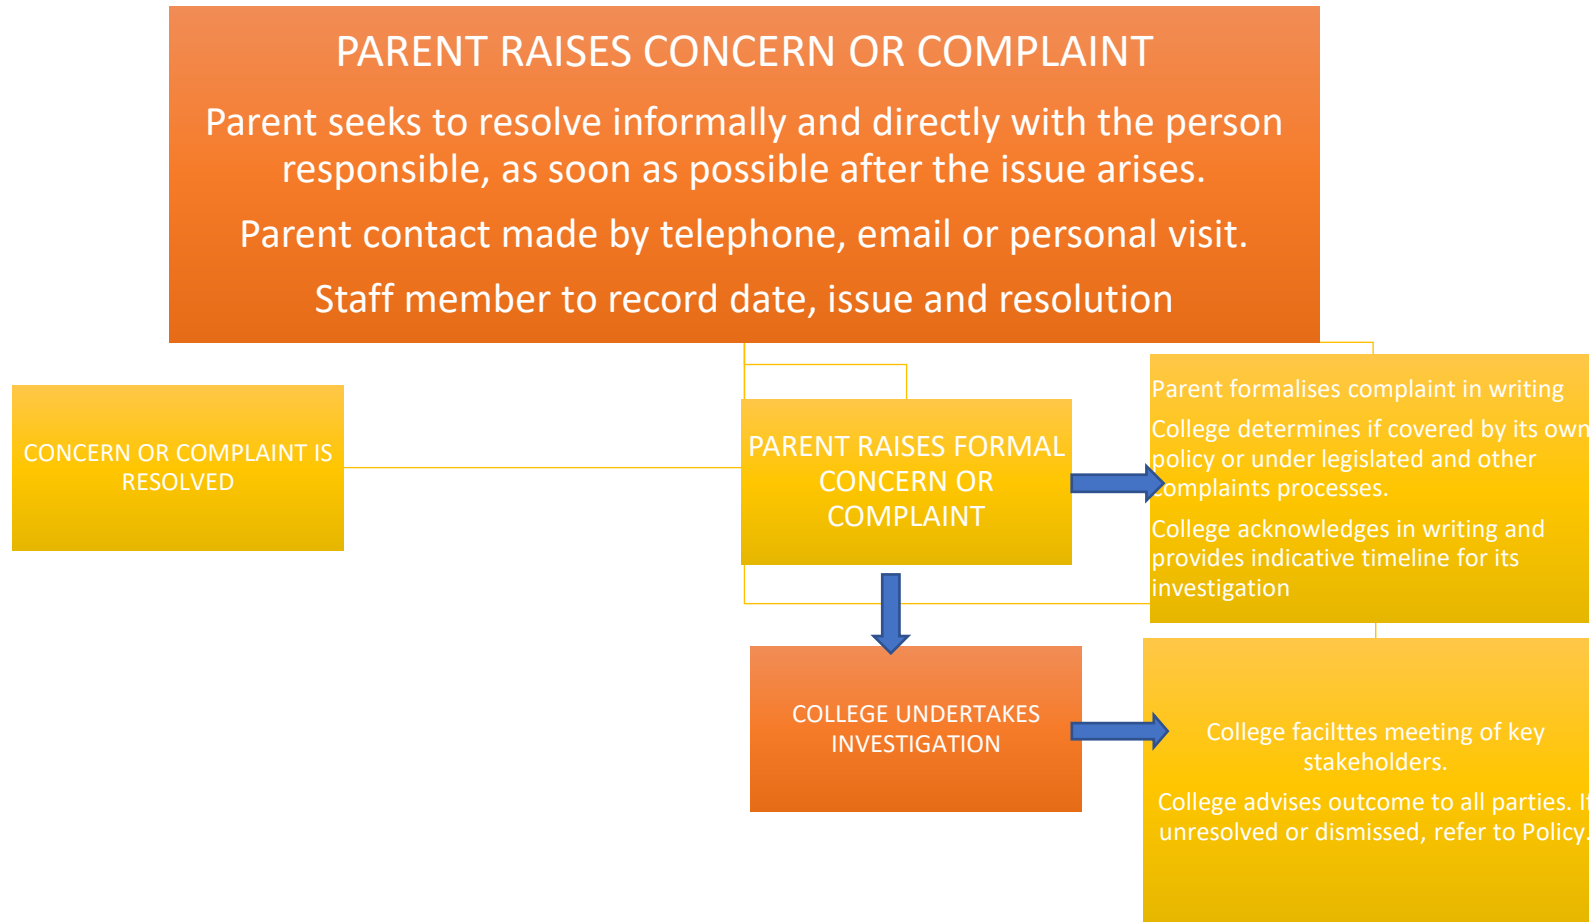 PARENT RAISES CONCERN OR COMPLAINT
Parent seeks to resolve informally and directly with the person
responsible, as soon as possible after the issue arises.
Parent contact made by telephone, email or personal visit.
Staff member to record date, issue and resolution
CONCERN OR COMPLAINT IS
RESOLVED
PARENT RAISES FORMAL
CONCERN OR
COMPLAINT
Parent formalises complaint in writing
College determines if covered by its own
policy or under legislated and other
complaints processes.
College acknowledges in writing and
provides indicative timeline for its
investigation
COLLEGE UNDERTAKES
INVESTIGATION
College facilttes meeting of key
stakeholders.
College advises outcome to all parties. If
unresolved or dismissed, refer to Policy.